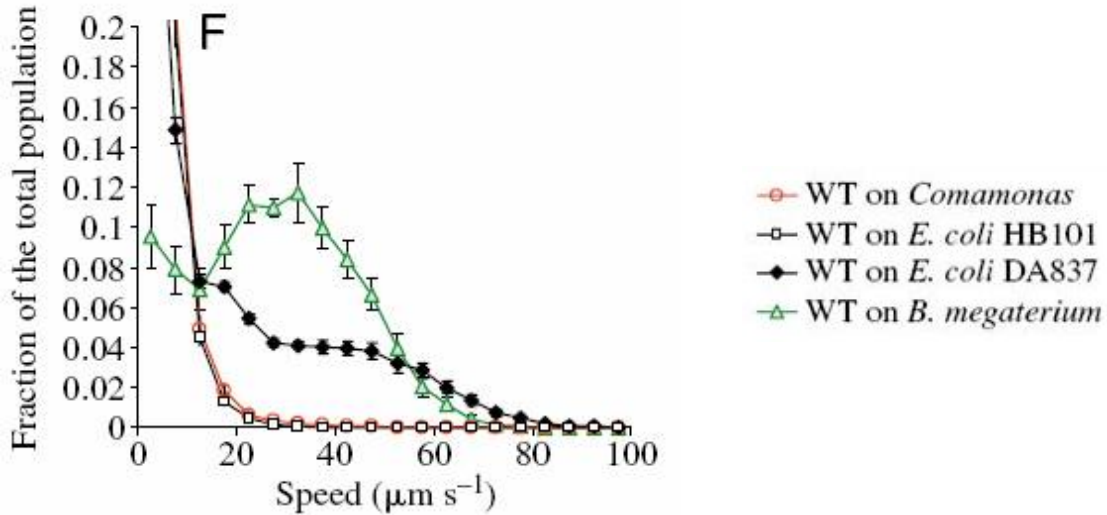 F
Fraction of the total population
0.2
0.18
0.16
0.14
0.12
0.1
0.08
0.06
0.04
0.02
0
0 20 40 60 80 100
Speed (μm s⁻¹)
WT on Comamonas
WT on E. coli HB101
WT on E. coli DA837
WT on B. megaterium